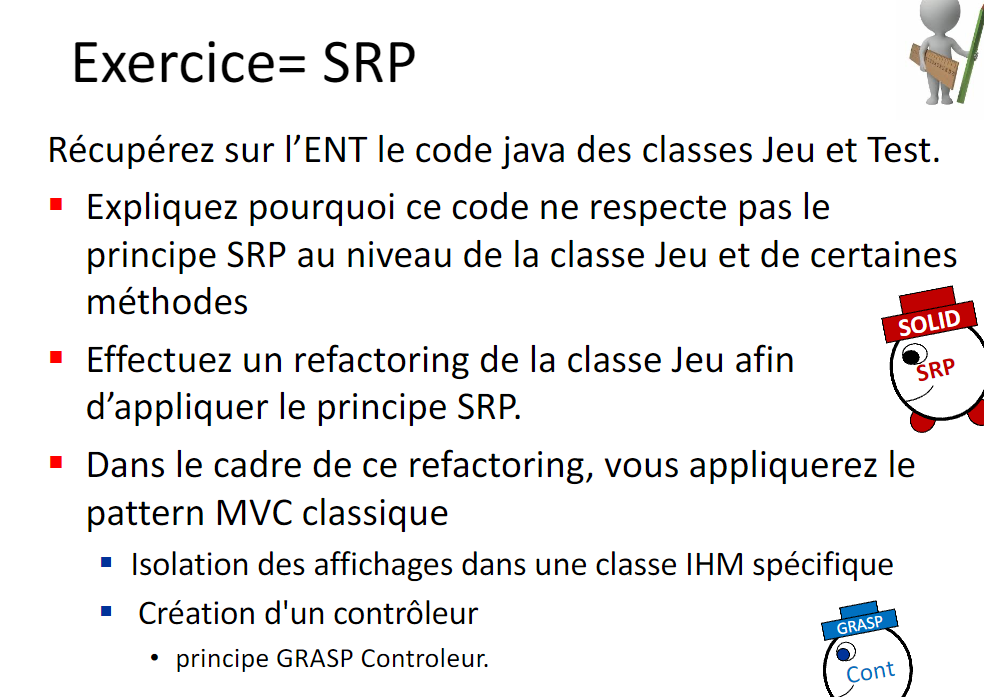 Exercice= SRP
Récupérez sur l’ENT le code java des classes Jeu et Test.
Expliquez pourquoi ce code ne respecte pas le
principe SRP au niveau de la classe Jeu et de certaines
méthodes
SOLID
SRP
Effectuez un refactoring de la classe Jeu afin
d’appliquer le principe SRP.
Dans le cadre de ce refactoring, vous appliquerez le
pattern MVC classique
Isolation des affichages dans une classe IHM spécifique
Création d'un contrôleur
GRASP
Cont
principe GRASP Controleur.